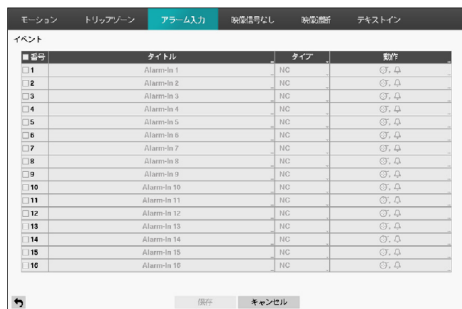 モーション トリップゾーン アラーム入力 映像信号なし 映像遮断 テキストイン
イベント
番号 タイトル タイプ 動作
1 Alarm-In 1 NC
2 Alarm-In 2 NC
3 Alarm-In 3 NC
4 Alarm-In 4 NC
5 Alarm-In 5 NC
6 Alarm-In 6 NC
7 Alarm-In 7 NC
8 Alarm-In 8 NC
9 Alarm-In 9 NC
10 Alarm-In 10 NC
11 Alarm-In 11 NC
12 Alarm-In 12 NC
13 Alarm-In 13 NC
14 Alarm-In 14 NC
15 Alarm-In 15 NC
16 Alarm-In 16 NC
保存 キャンセル